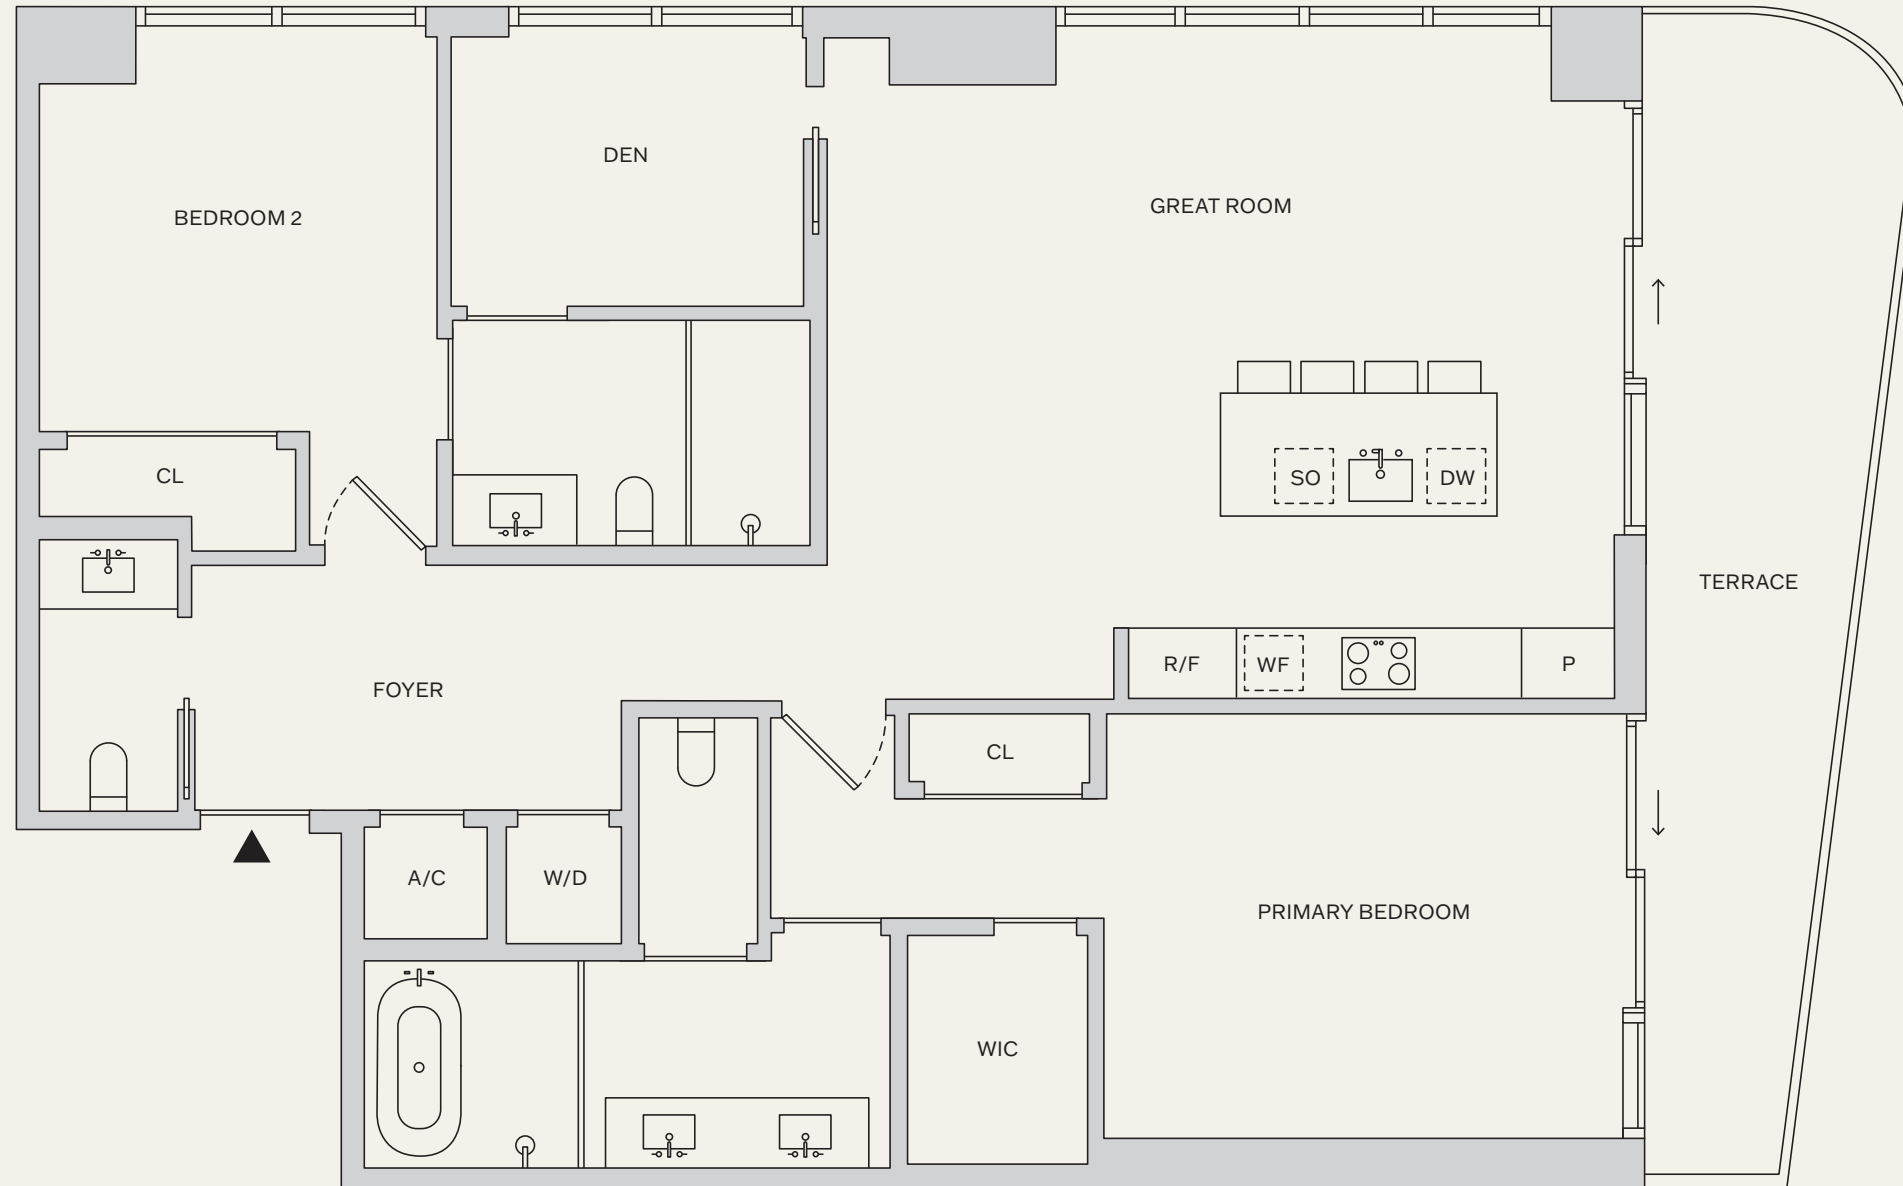 DEN
GREAT ROOM
BEDROOM 2
CL
SO
DW
TERRACE
R/F
WF
P
FOYER
CL
A/C
W/D
PRIMARY BEDROOM
WIC